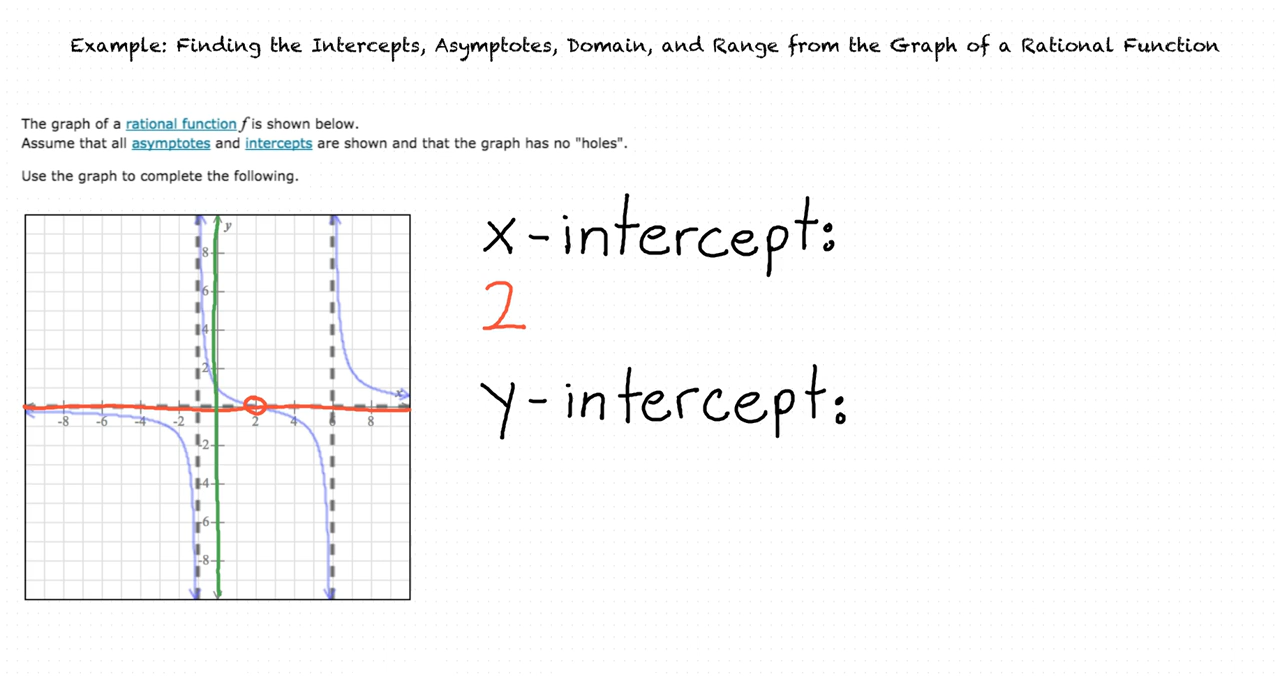 Example: Finding the Intercepts, Asymptotes, Domain, and Range from the Graph of a Rational Function
The graph of a rational function f is shown below.
Assume that all asymptotes and intercepts are shown and that the graph has no "holes".
Use the graph to complete the following.
x-intercept:
2
y-intercept:
y
8
6
4
2
x
-8 -6 -4 -2 2 4 6 8
-2
-4
-6
-8